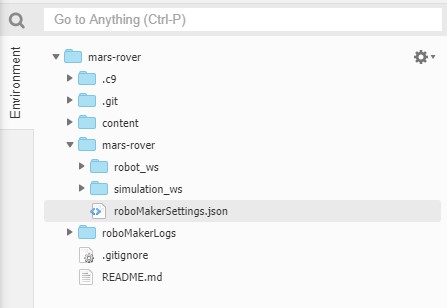 Go to Anything (Ctrl-P)
Environment
mars-rover
.c9
.git
content
mars-rover
robot_ws
simulation_ws
roboMakerSettings.json
roboMakerLogs
.gitignore
README.md